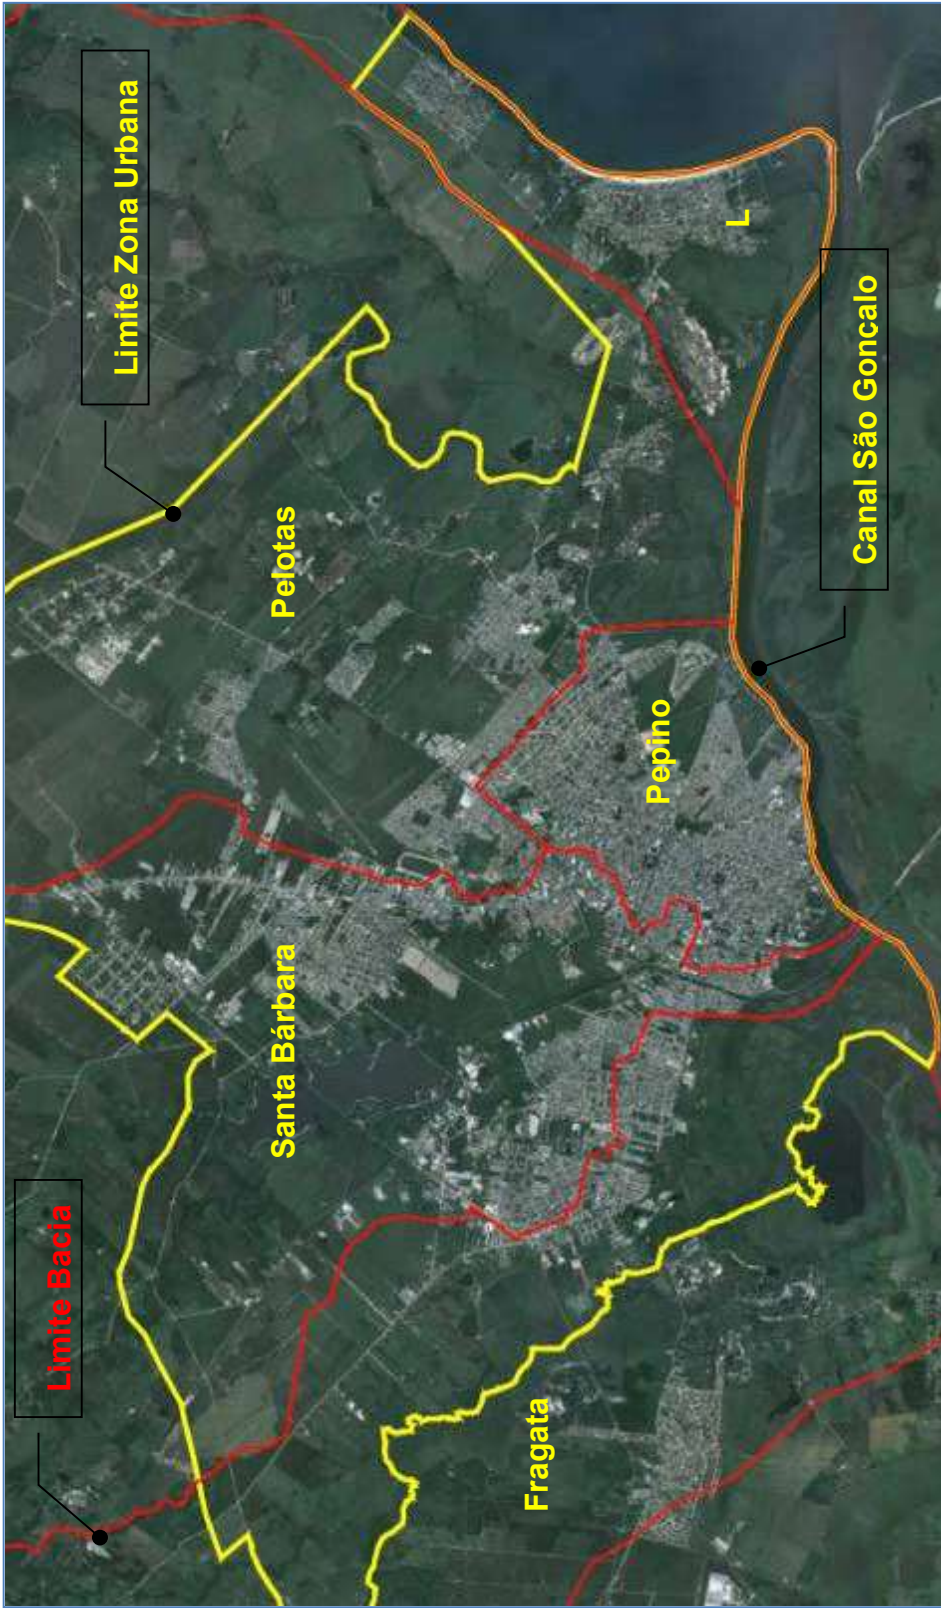 Limite Bacia
Limite Zona Urbana
Santa Bárbara
Pelotas
Fragata
Pepino
L
Canal São Gonçalo